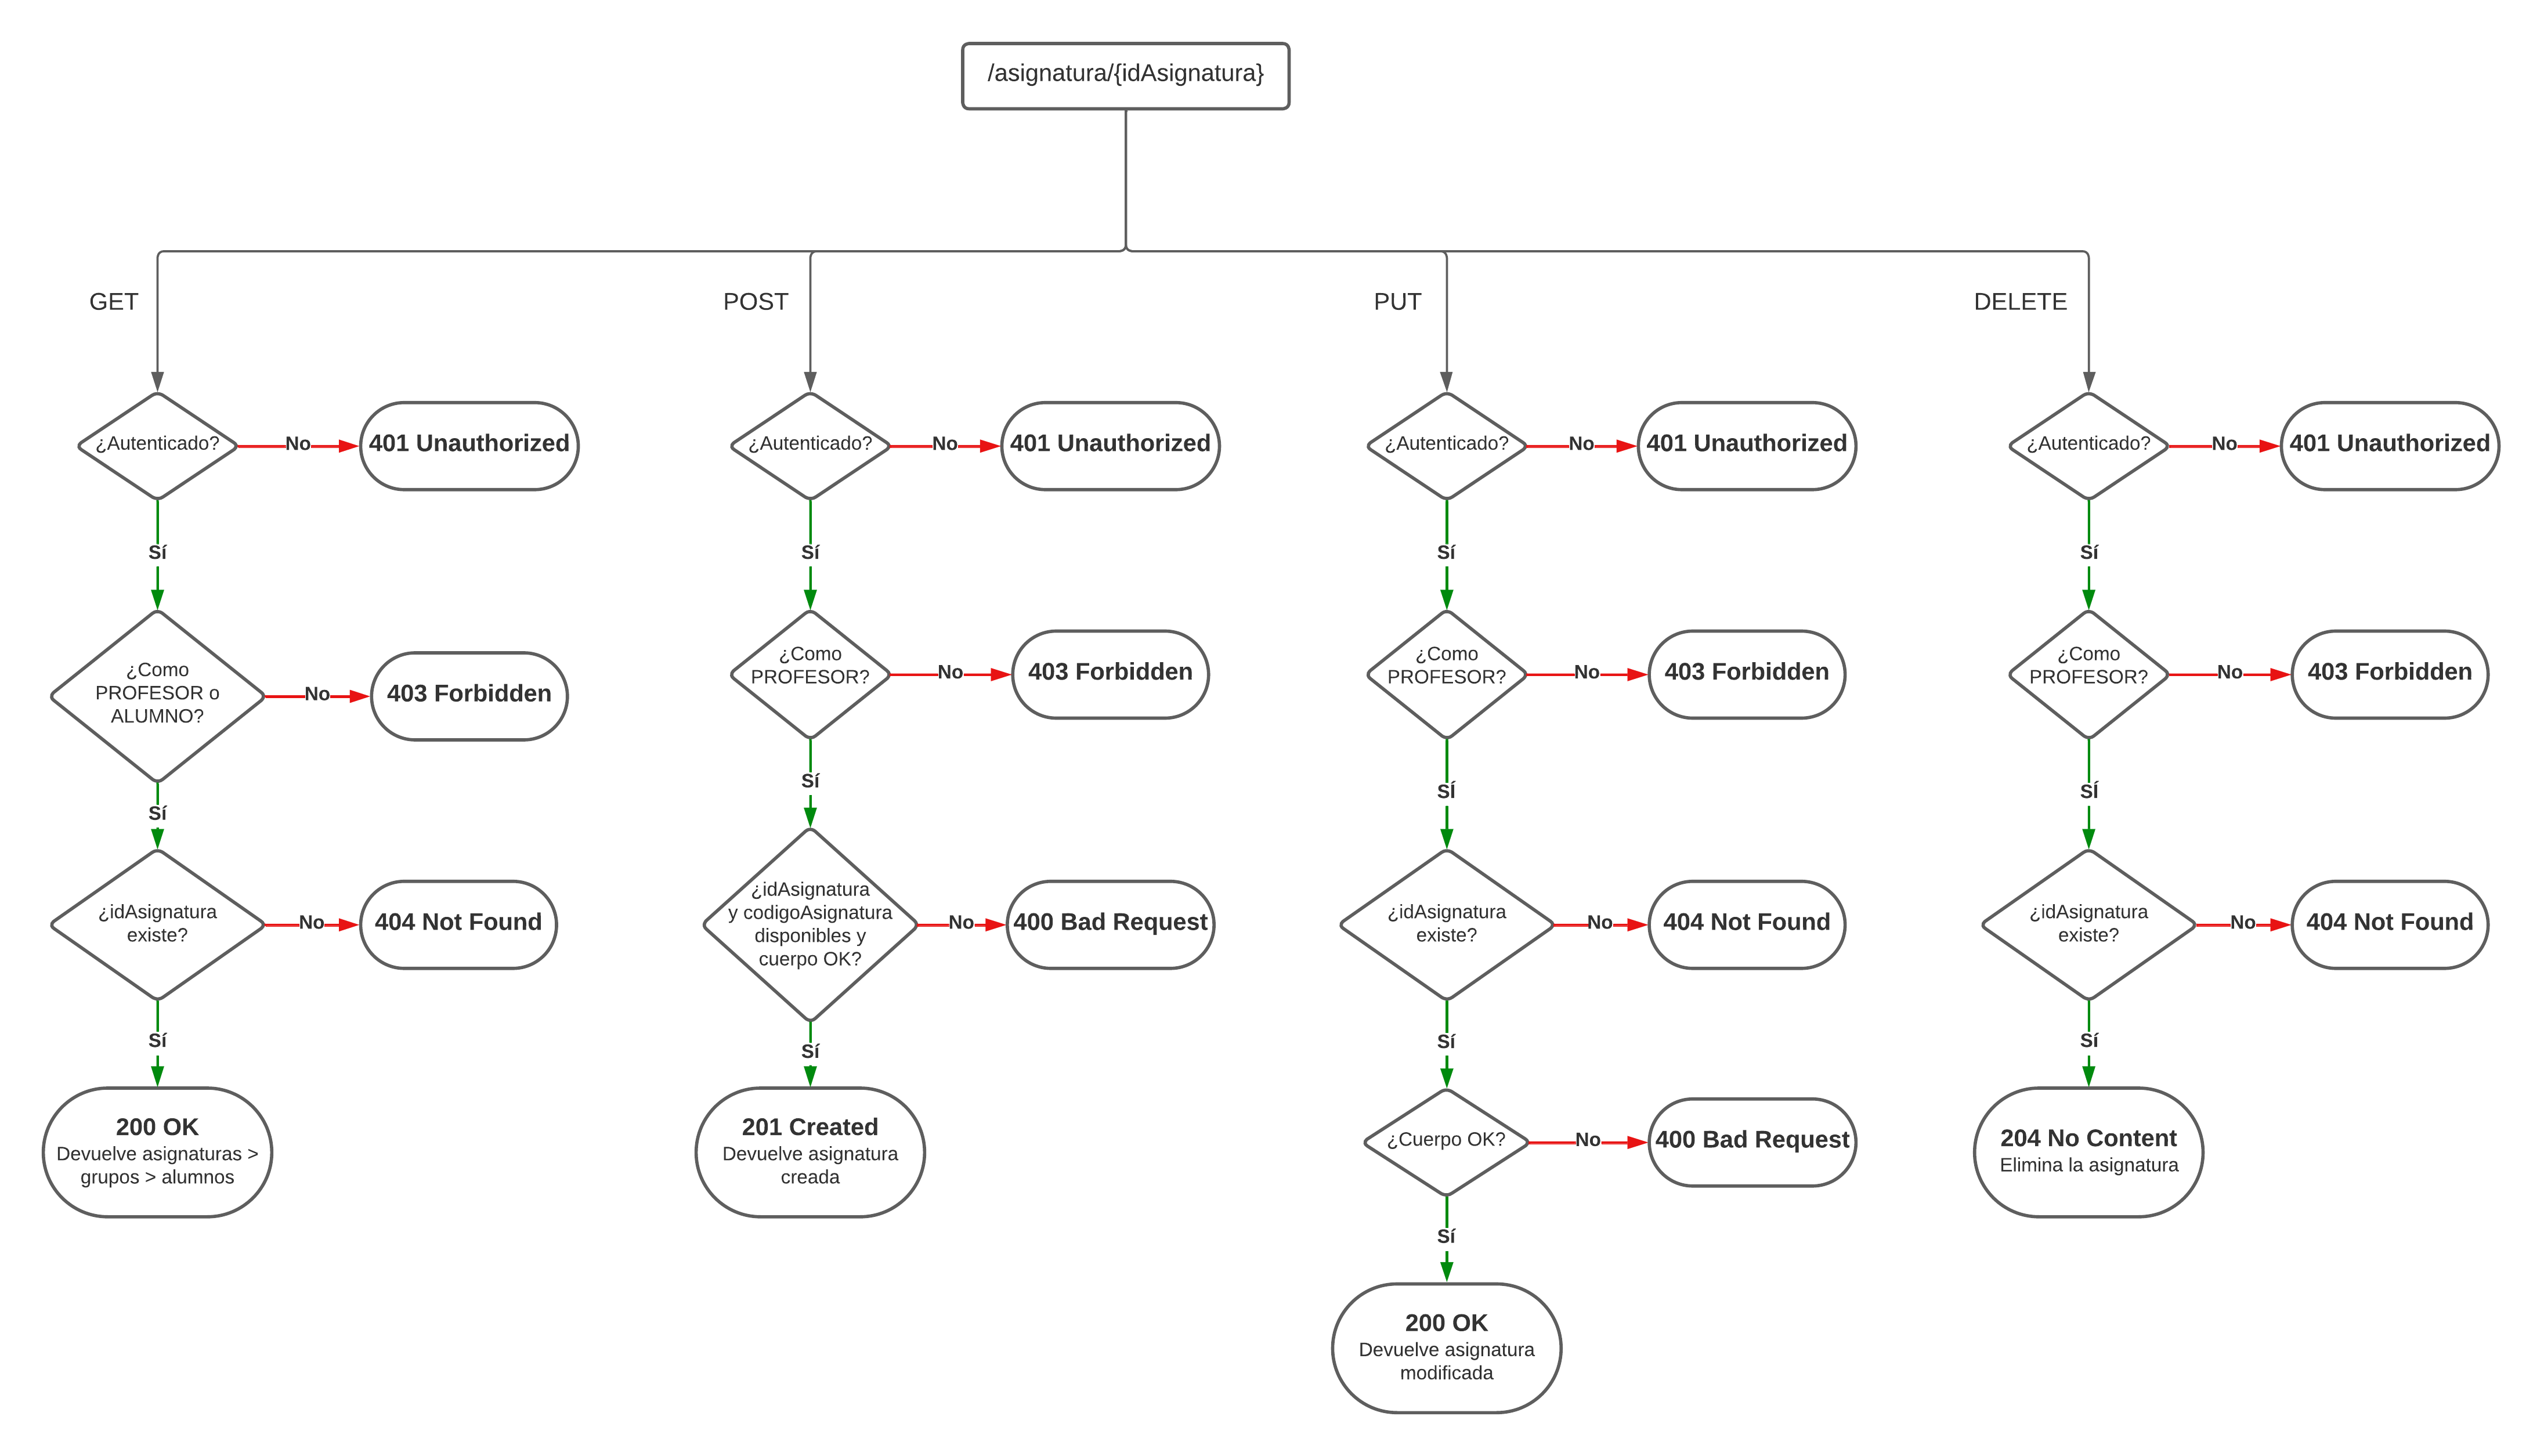 /asignatura/{idAsignatura}
GET
POST
PUT
DELETE
¿Autenticado?
No
401 Unauthorized
¿Autenticado?
No
401 Unauthorized
¿Autenticado?
No
401 Unauthorized
¿Autenticado?
No
401 Unauthorized
Sí
Sí
Sí
Sí
¿Como
PROFESOR o
ALUMNO?
No
403 Forbidden
¿Como
PROFESOR?
No
403 Forbidden
¿Como
PROFESOR?
No
403 Forbidden
¿Como
PROFESOR?
No
403 Forbidden
Sí
Sí
SÍ
SÍ
¿idAsignatura
existe?
No
404 Not Found
¿idAsignatura
y codigoAsignatura
disponibles y
cuerpo OK?
No
400 Bad Request
¿idAsignatura
existe?
No
404 Not Found
¿idAsignatura
existe?
No
404 Not Found
Sí
Sí
Sí
Sí
200 OK
Devuelve asignaturas >
grupos > alumnos
201 Created
Devuelve asignatura
creada
¿Cuerpo OK?
No
400 Bad Request
204 No Content
Elimina la asignatura
Sí
200 OK
Devuelve asignatura
modificada